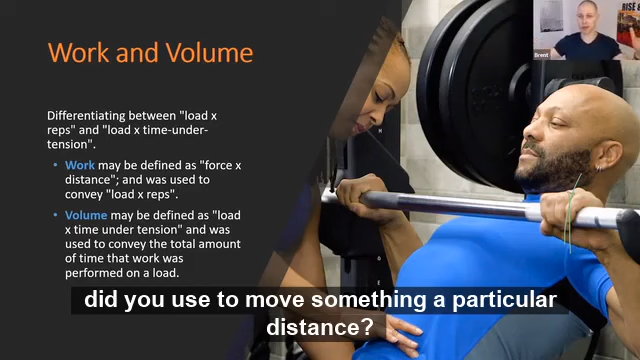 Work and Volume
RISE &
Brent
Differentiating between "load x
reps" and "load x time-under-
tension".
• Work may be defined as "force x
distance"; and was used to
convey "load x reps".
• Volume may be defined as "load
x time under tension" and was
used to convey the total amount
of time that work was
performed on a load.
did you use to move something a particular
distance?